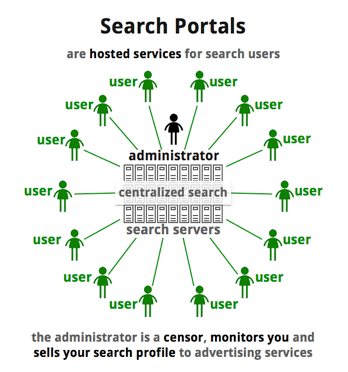 Search Portals
are hosted services for search users
user user
user user
user user
administrator
user centralized search user
search servers
user user
user user
user user
the administrator is a censor, monitors you and
sells your search profile to advertising services